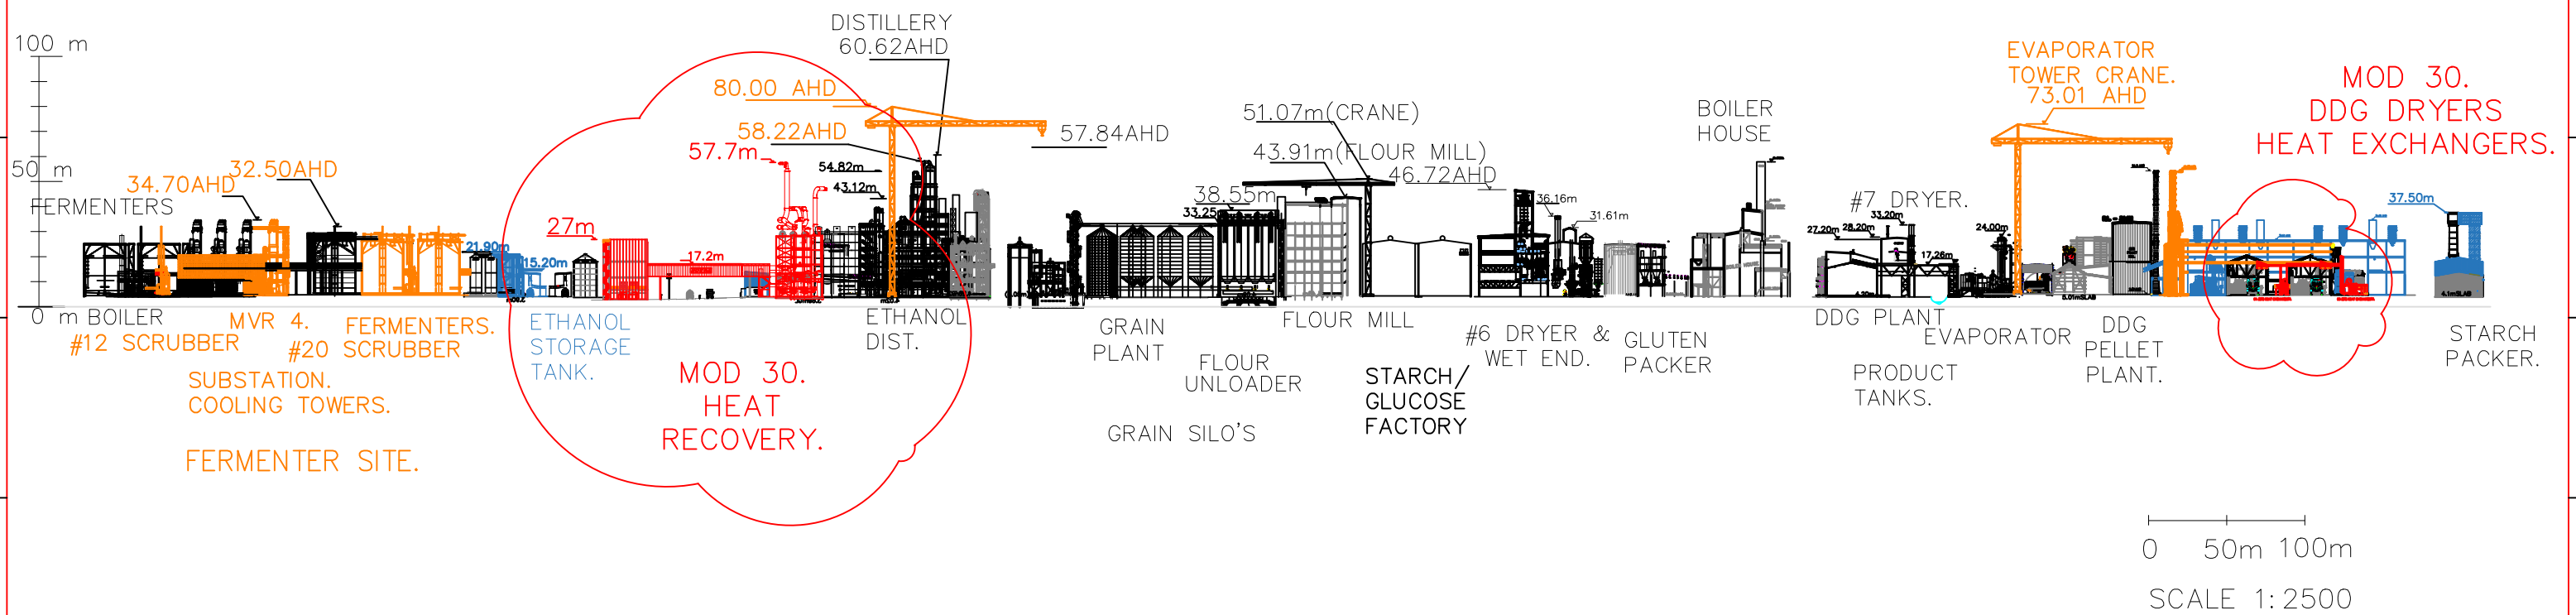 100 m
50 m
0 m
FERMENTERS
34.70AHD
32.50AHD
BOILER
#12 SCRUBBER
MVR 4.
#20 SCRUBBER
FERMENTERS.
SUBSTATION.
COOLING TOWERS.
FERMENTER SITE.
21.90m
15.20m
ETHANOL
STORAGE
TANK.
27m
17.2m
57.7m
MOD 30.
HEAT
RECOVERY.
80.00 AHD
58.22AHD
54.82m
43.12m
DISTILLERY
60.62AHD
57.84AHD
ETHANOL
DIST.
GRAIN
PLANT
38.55m
33.25
FLOUR
UNLOADER
GRAIN SILO'S
51.07m(CRANE)
43.91m(FLOUR MILL)
46.72AHD
FLOUR MILL
STARCH/
GLUCOSE
FACTORY
36.16m
31.61m
#6 DRYER &
WET END.
GLUTEN
PACKER
BOILER
HOUSE
#7 DRYER.
33.20m
28.20m
27.20m
17.26m
24.00m
DDG PLANT
PRODUCT
TANKS.
EVAPORATOR
EVAPORATOR
TOWER CRANE.
73.01 AHD
5.01mSLAB
DDG
PELLET
PLANT.
MOD 30.
DDG DRYERS
HEAT EXCHANGERS.
37.50m
4.1mSLAB
STARCH
PACKER.
0 50m 100m
SCALE 1:2500